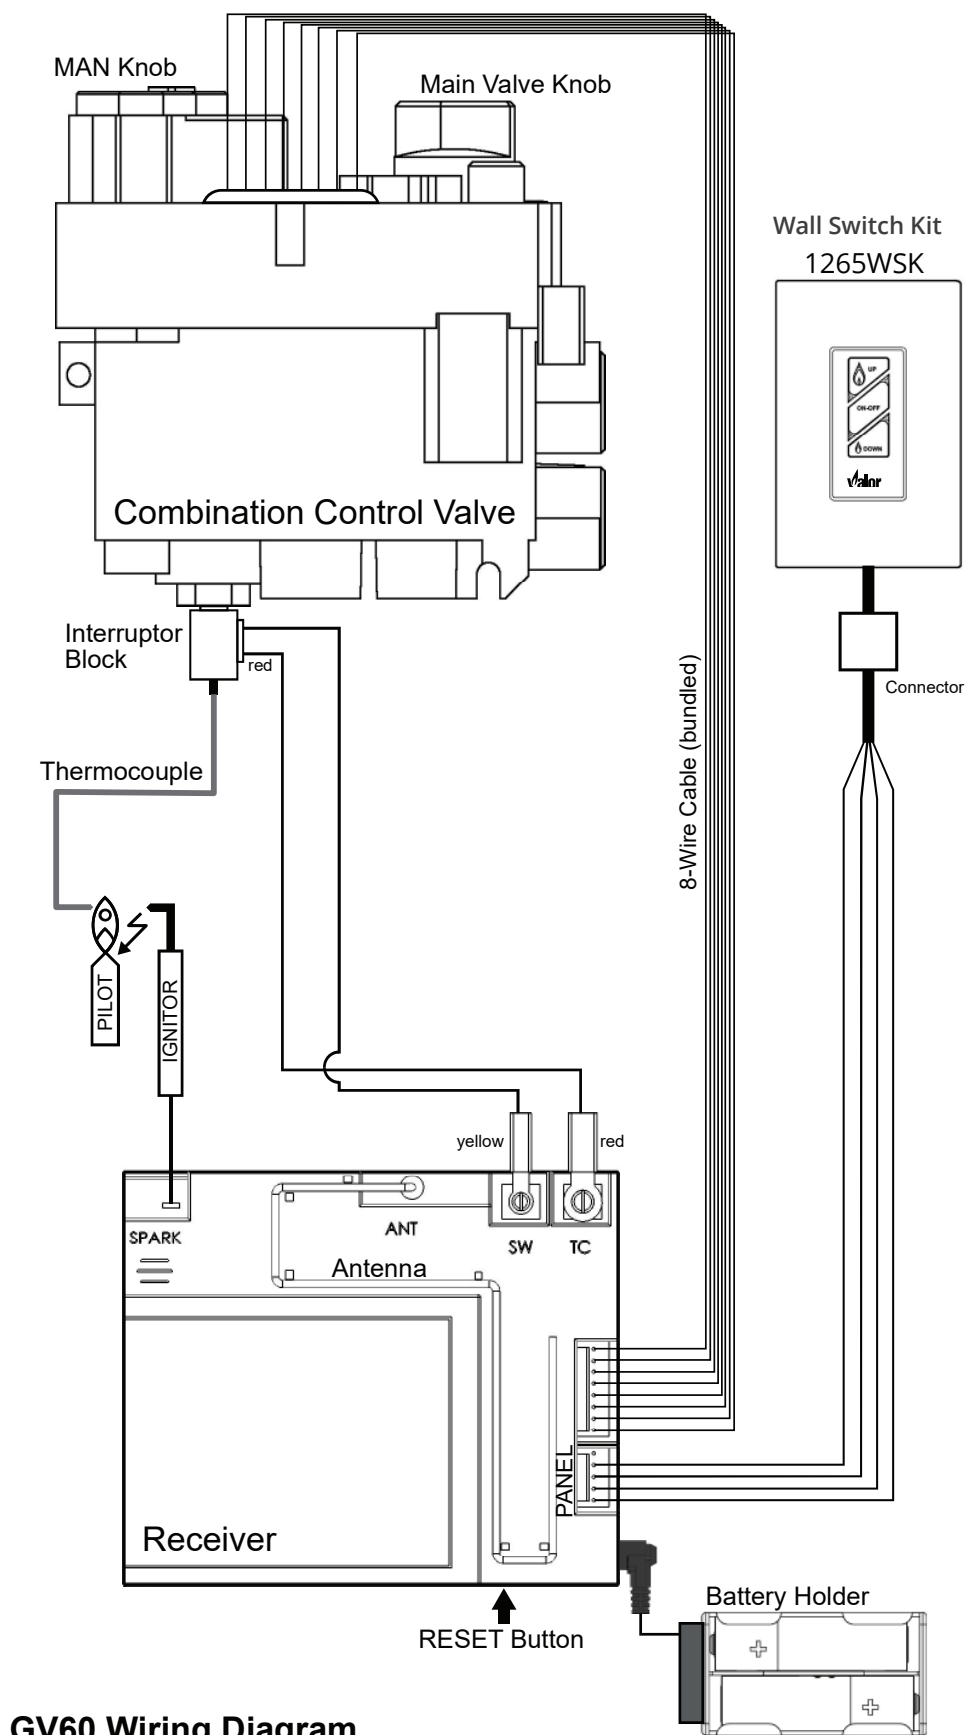 MAN Knob
Main Valve Knob
Wall Switch Kit
1265WSK
UP
ON-OFF
DOWN
Valor
Combination Control Valve
Interruptor
Block
red
Connector
8-Wire Cable (bundled)
Thermocouple
PILOT
IGNITOR
yellow
red
SPARK
ANT
SW
TC
Antenna
PANEL
Receiver
RESET Button
Battery Holder
GV60 Wiring Diagram